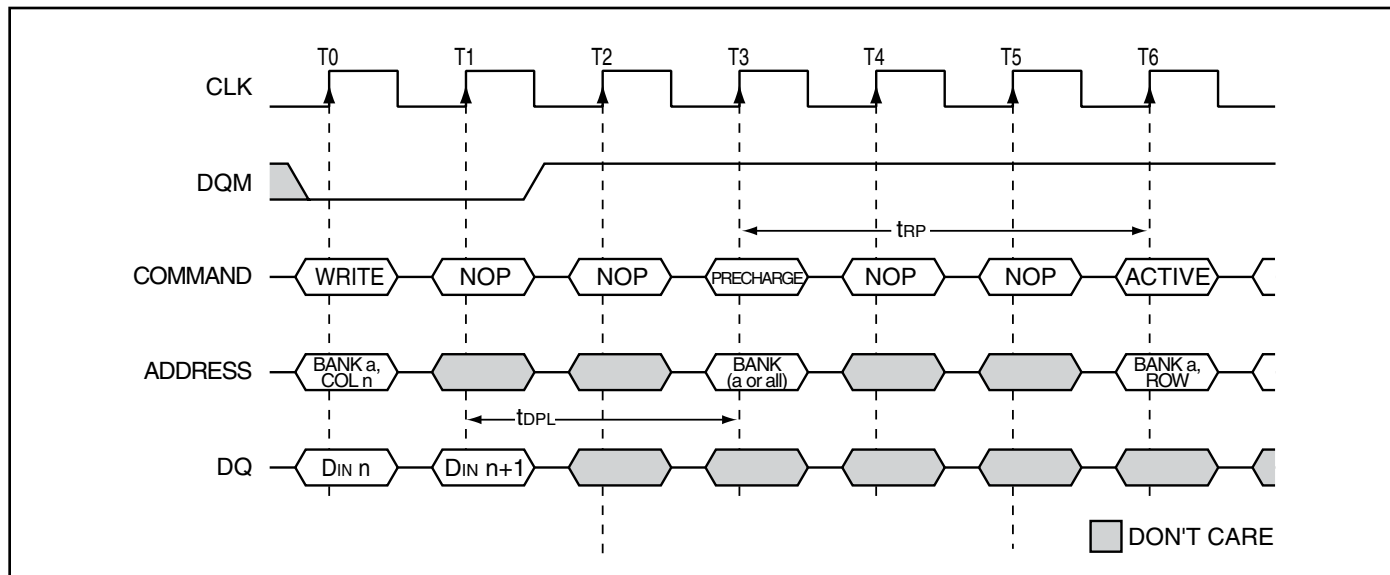 T0 T1 T2 T3 T4 T5 T6
CLK
DQM
tRP
COMMAND WRITE NOP NOP PRECHARGE NOP NOP ACTIVE
ADDRESS BANK a, COL n BANK (a or all) BANK a, ROW
tDPL
DQ DIN n DIN n+1
DON'T CARE